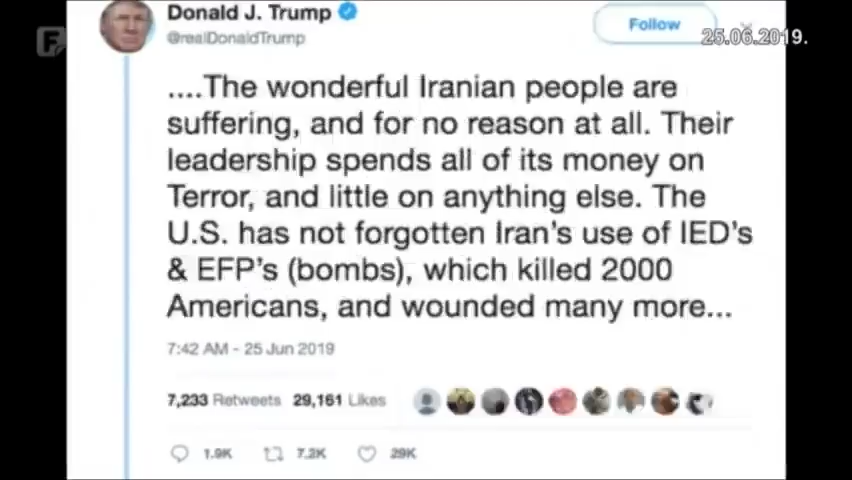 Donald J. Trump
Follow
@realDonaldTrump
25.06.2019.
....The wonderful Iranian people are
suffering, and for no reason at all. Their
leadership spends all of its money on
Terror, and little on anything else. The
U.S. has not forgotten Iran's use of IED's
& EFP's (bombs), which killed 2000
Americans, and wounded many more...
7:42 AM - 25 Jun 2019
7,233 Retweets 29,161 Likes
1.9K 7.2K 29K